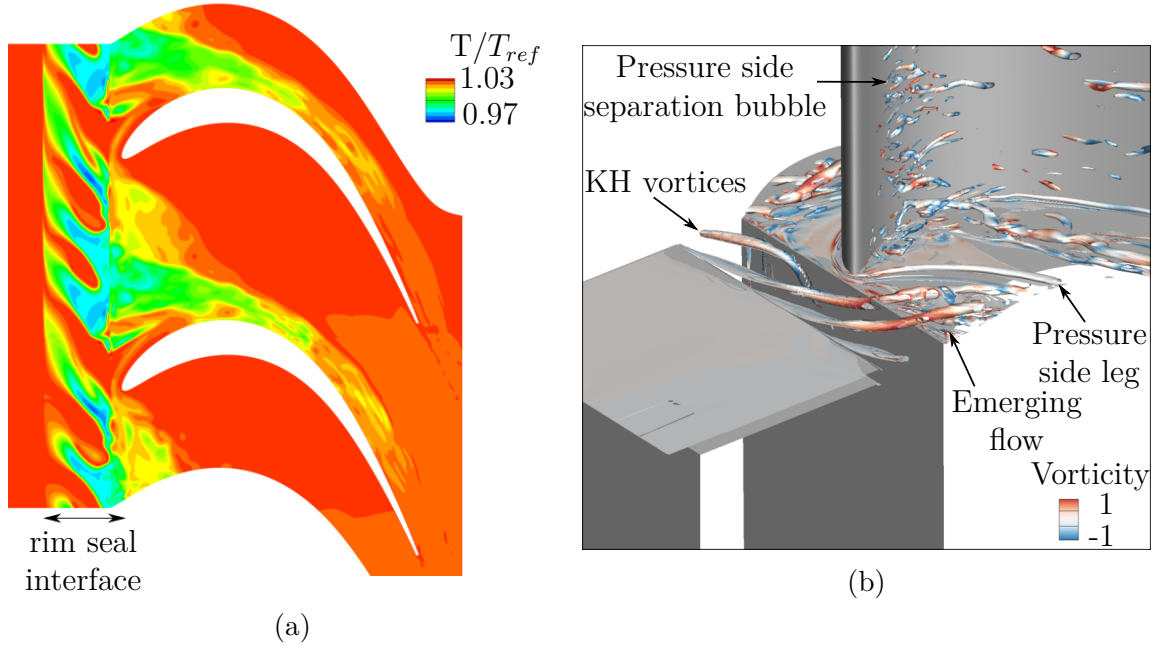 T/T_ref
1.03
0.97
rim seal
interface
(a)
Pressure side
separation bubble
KH vortices
Pressure
side leg
Emerging
flow
Vorticity
1
-1
(b)